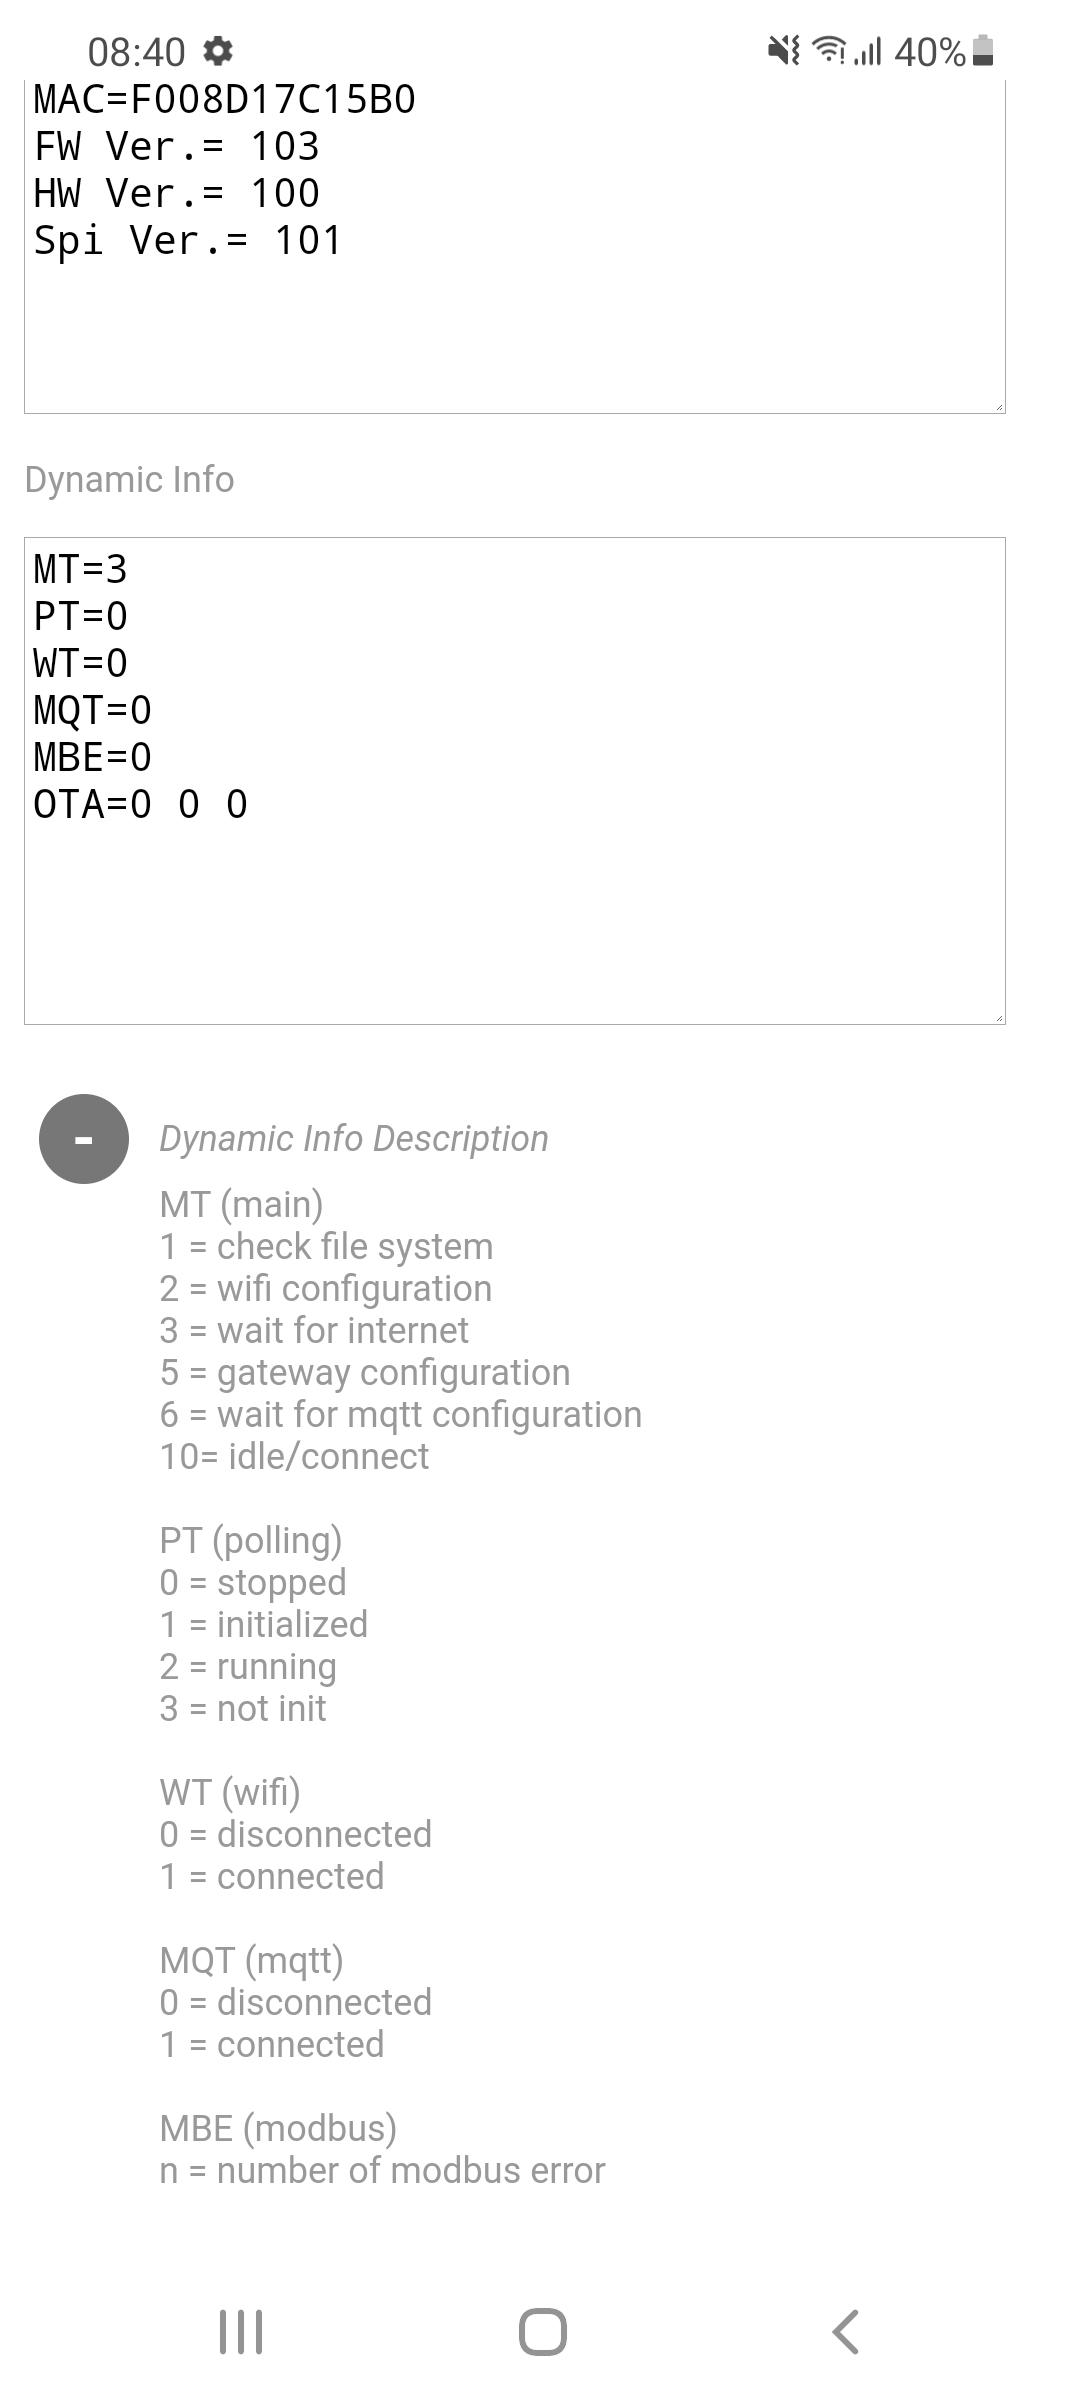 08:40 40%
MAC=F008D17C15B0
FW Ver.= 103
HW Ver.= 100
Spi Ver.= 101
Dynamic Info
MT=3
PT=0
WT=0
MQT=0
MBE=0
OTA=0 0 0
- Dynamic Info Description
MT (main)
1 = check file system
2 = wifi configuration
3 = wait for internet
5 = gateway configuration
6 = wait for mqtt configuration
10= idle/connect
PT (polling)
0 = stopped
1 = initialized
2 = running
3 = not init
WT (wifi)
0 = disconnected
1 = connected
MQT (mqtt)
0 = disconnected
1 = connected
MBE (modbus)
n = number of modbus error